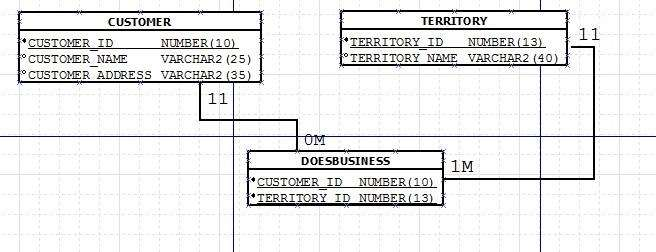 CUSTOMER
CUSTOMER_ID NUMBER(10)
CUSTOMER_NAME VARCHAR2(25)
CUSTOMER_ADDRESS VARCHAR2(35)
TERRITORY
TERRITORY_ID NUMBER(13)
TERRITORY_NAME VARCHAR2(40)
11
11
0M
DOESBUSINESS
CUSTOMER_ID NUMBER(10)
TERRITORY_ID NUMBER(13)
1M